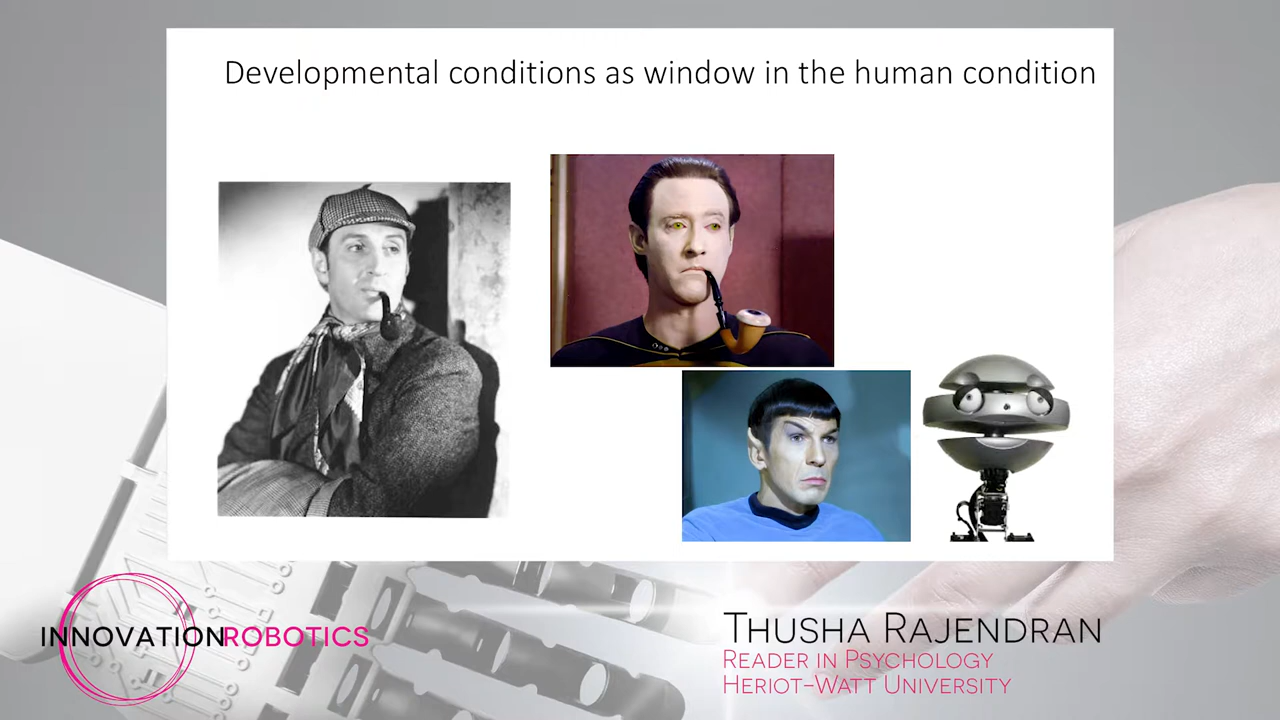 Developmental conditions as window in the human condition
INNOVATIONROBOTICS
THUSHA RAJENDRAN
READER IN PSYCHOLOGY
HERIOT-WATT UNIVERSITY